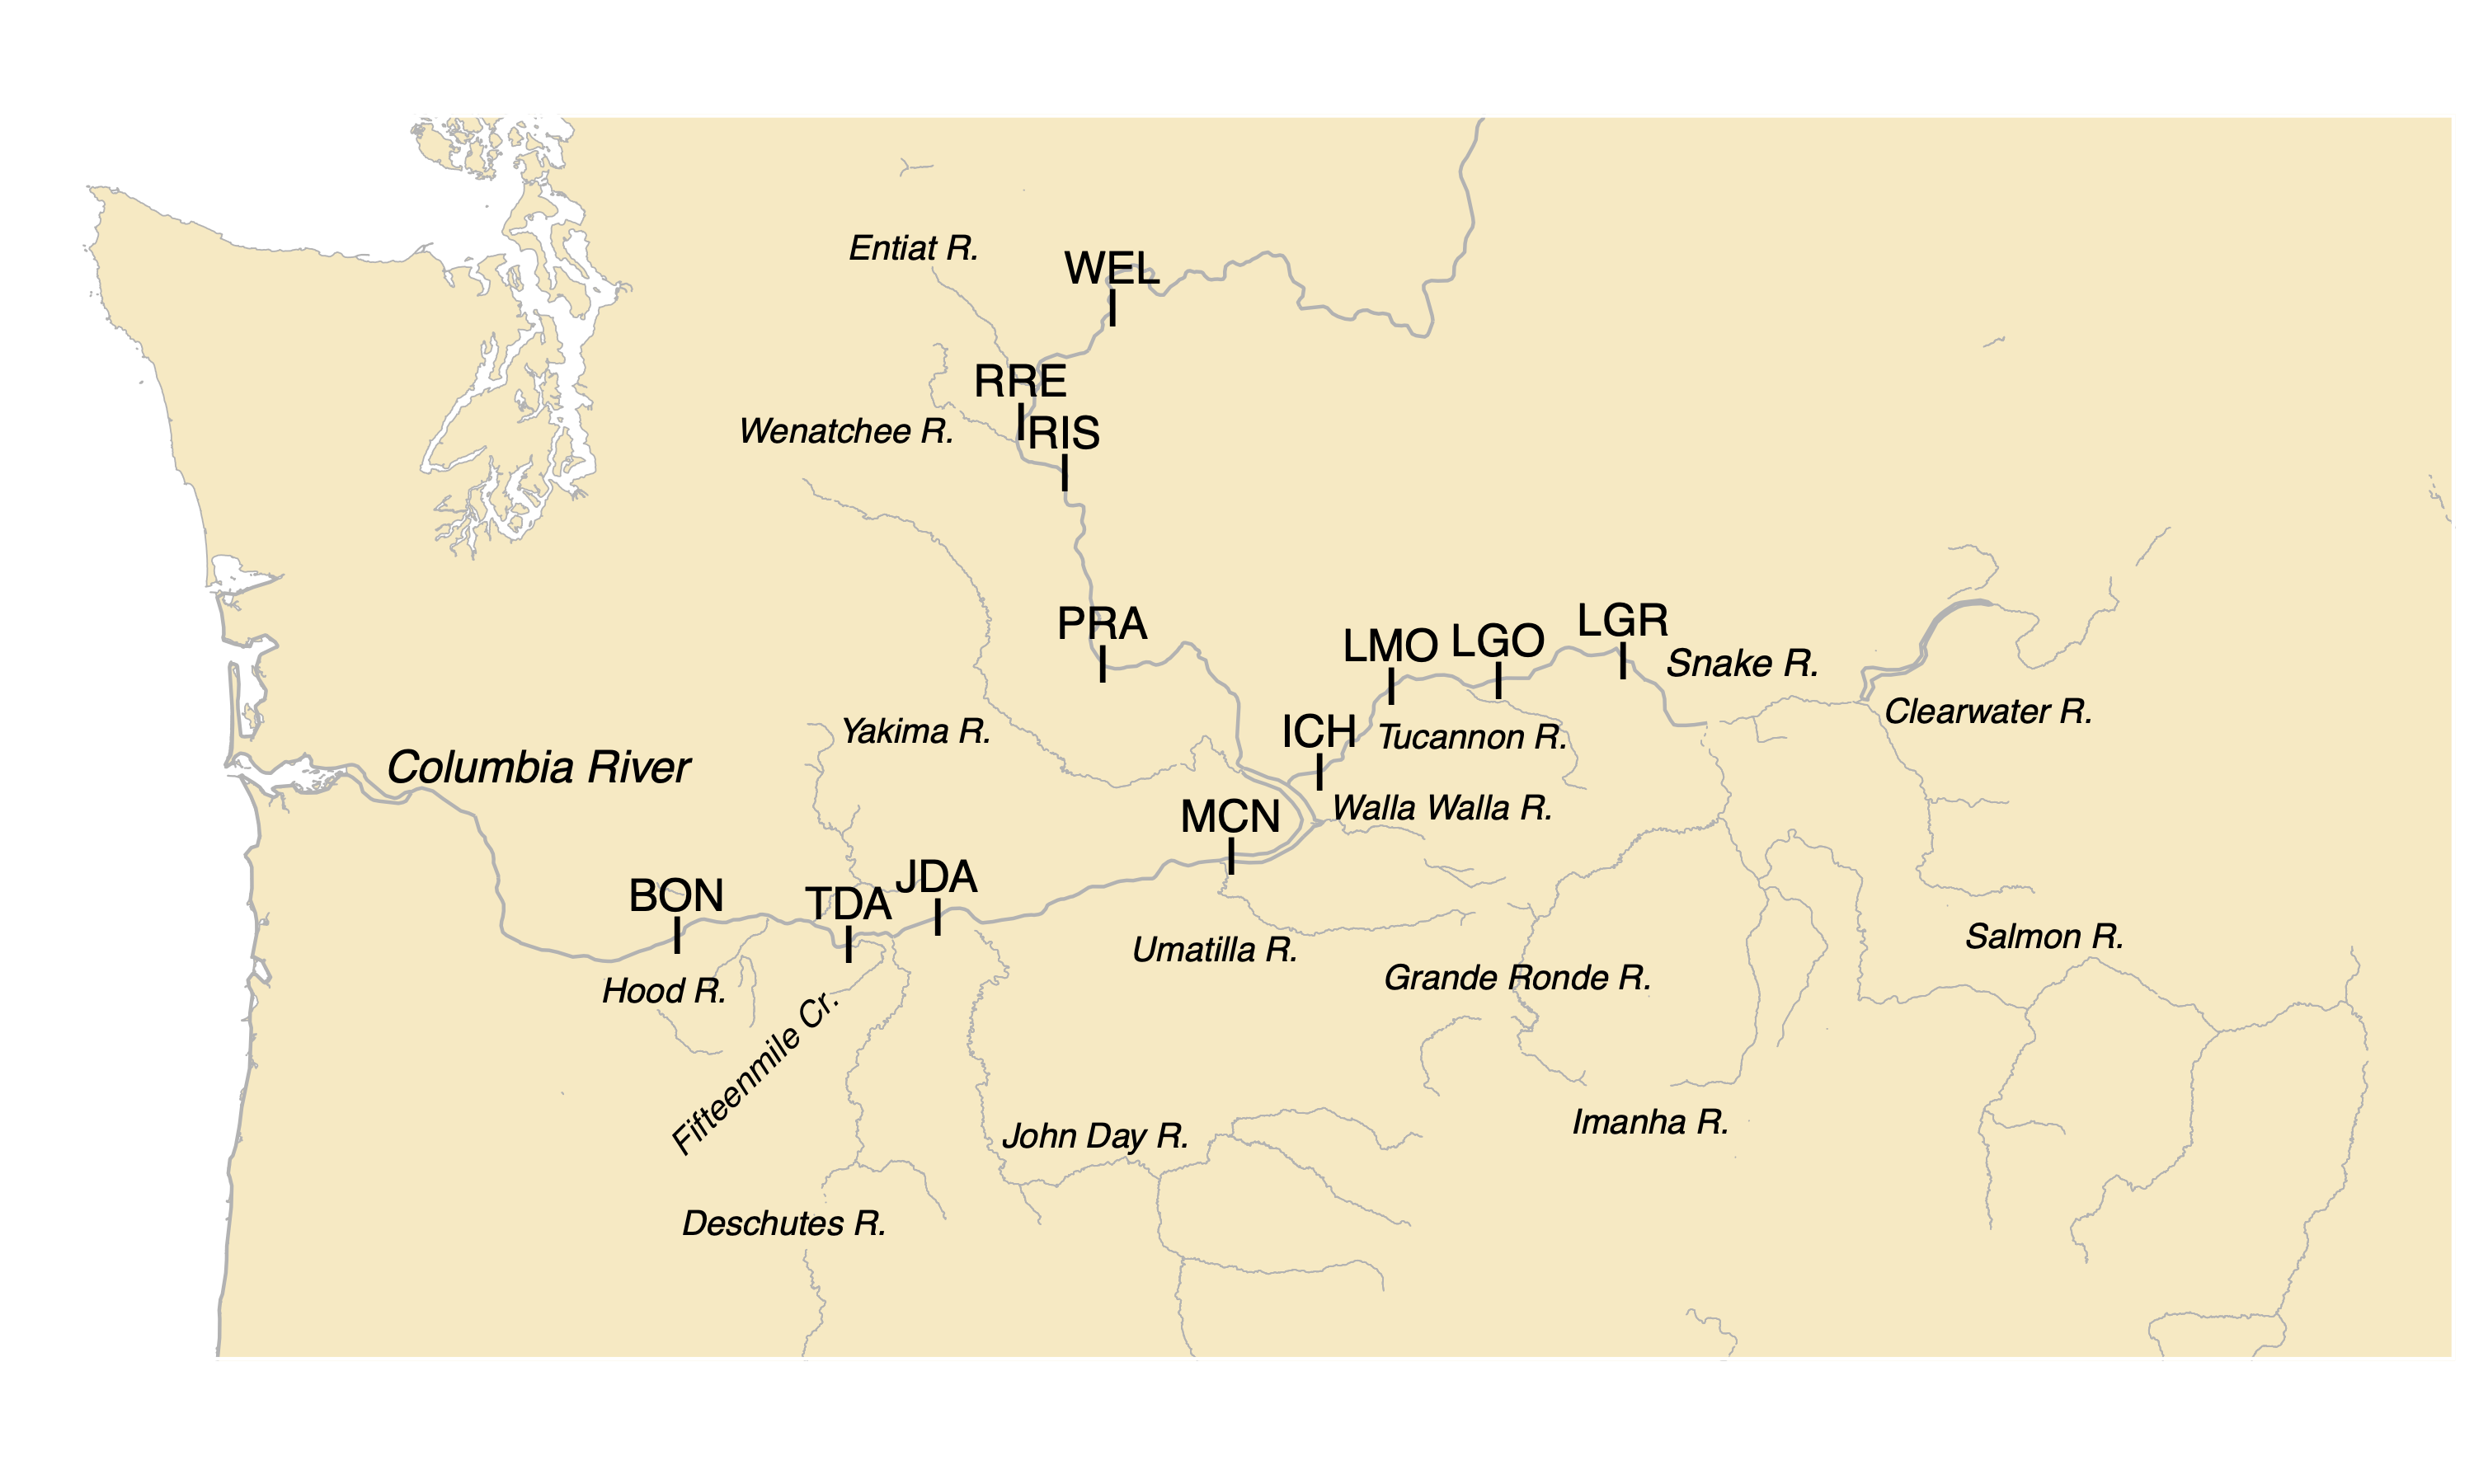 Entiat R.
WEL
RRE
RIS
Wenatchee R.
PRA
LMO
LGO
LGR
Snake R.
Clearwater R.
Yakima R.
ICH
Tucannon R.
Columbia River
MCN
Walla Walla R.
BON
TDA
JDA
Umatilla R.
Salmon R.
Hood R.
Grande Ronde R.
Fifteenmile Cr.
John Day R.
Imanha R.
Deschutes R.